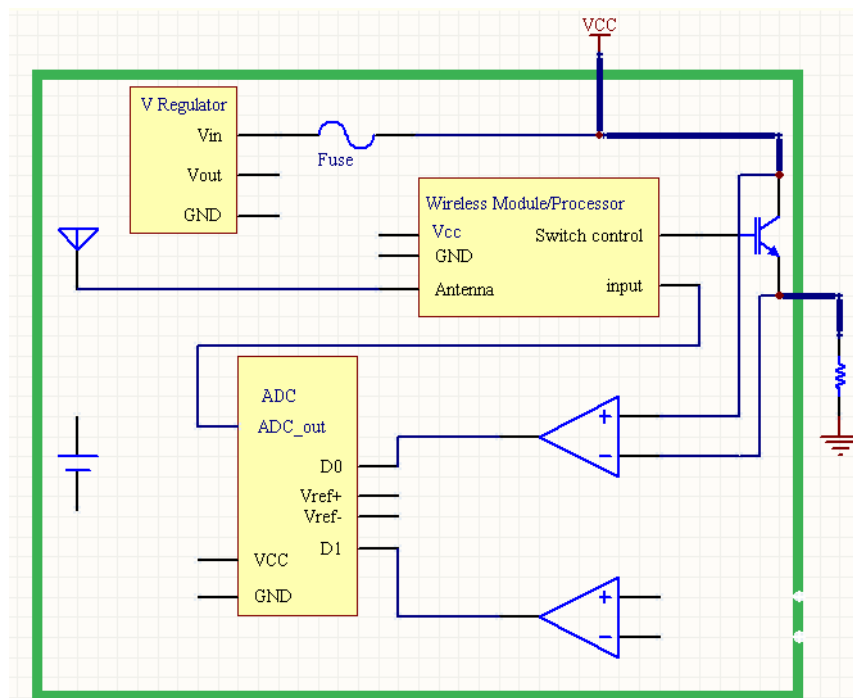 VCC
V Regulator
Vin
Fuse
Vout
GND
Wireless Module/Processor
Vcc
Switch control
GND
Antenna
input
ADC
ADC_out
+
−
D0
Vref+
Vref-
D1
VCC
GND
+
−